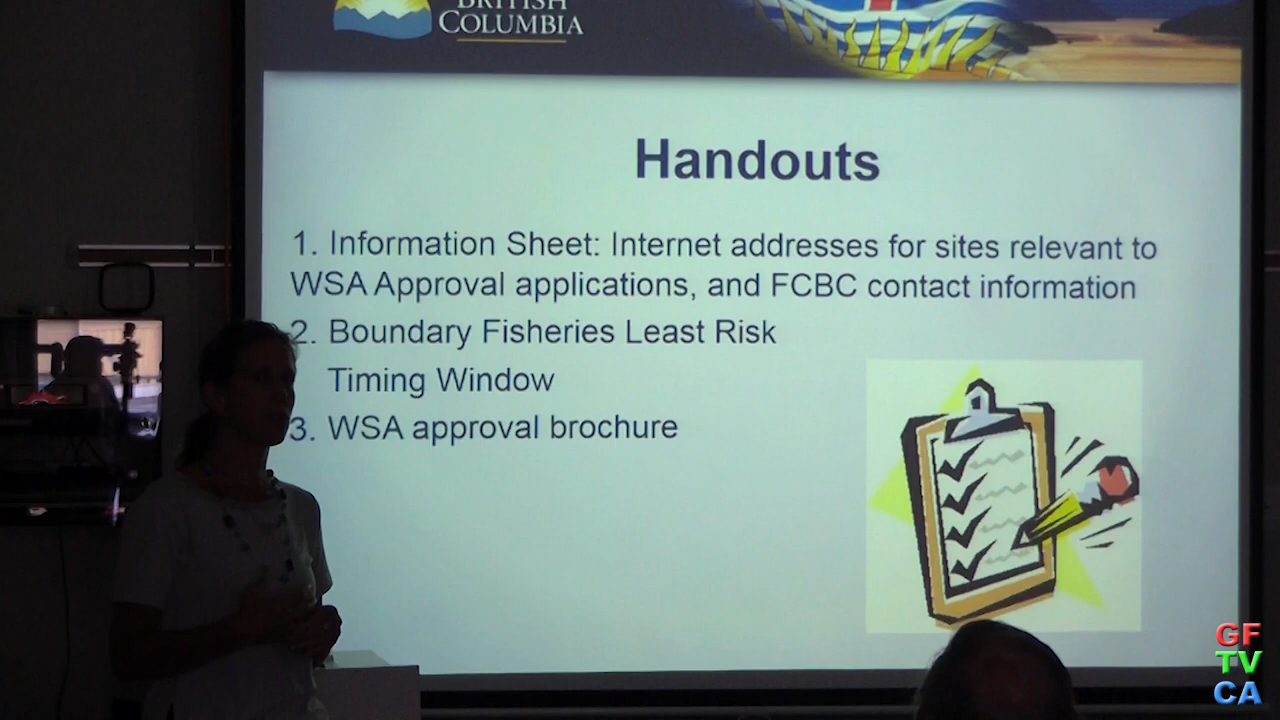 BRITISH
COLUMBIA
Handouts
1. Information Sheet: Internet addresses for sites relevant to
WSA Approval applications, and FCBC contact information
2. Boundary Fisheries Least Risk
Timing Window
3. WSA approval brochure
GF
TV
CA